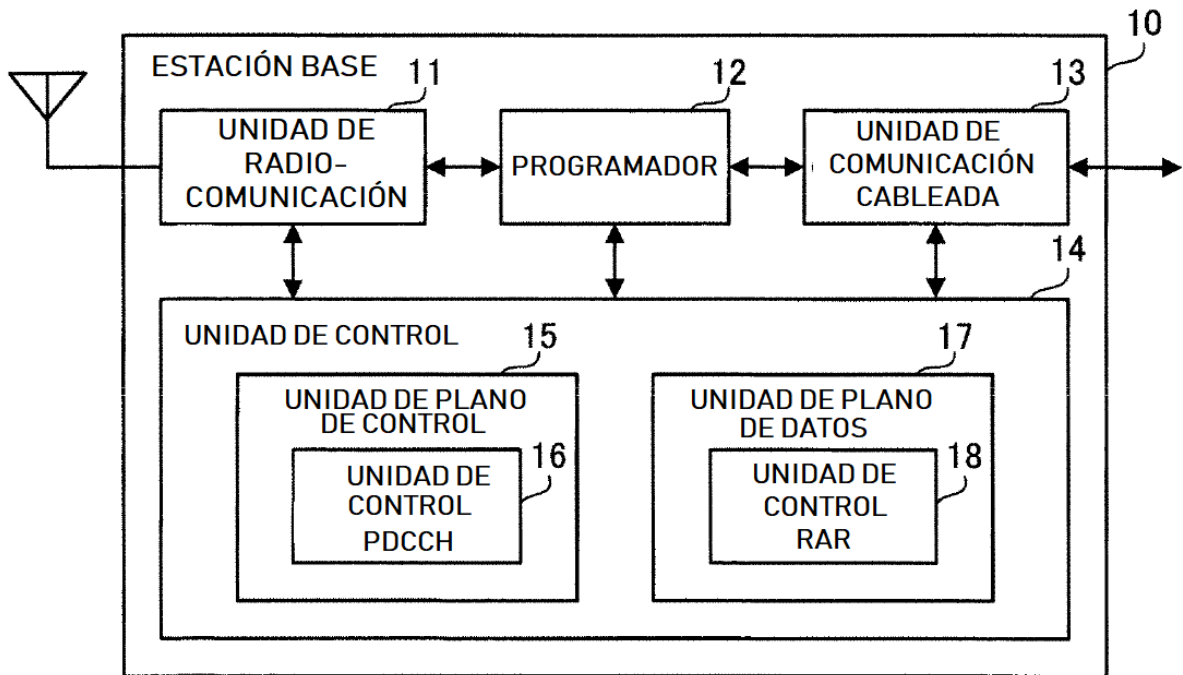 10
ESTACIÓN BASE
11
12
13
UNIDAD DE
RADIO-
COMUNICACIÓN
PROGRAMADOR
UNIDAD DE
COMUNICACIÓN
CABLEADA
14
UNIDAD DE CONTROL
15
UNIDAD DE PLANO
DE CONTROL
16
UNIDAD DE
CONTROL
PDCCH
17
UNIDAD DE PLANO
DE DATOS
18
UNIDAD DE
CONTROL
RAR